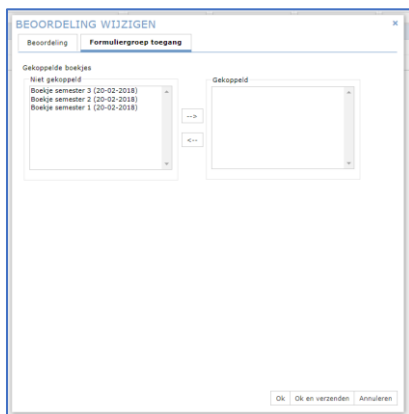 BEOORDELING WIJZIGEN ×
Beoordeling Formuliergroep toegang
Gekoppelde boekjes
Niet gekoppeld Gekoppeld
Boekje semester 3 (20-02-2018)
Boekje semester 2 (20-02-2018)
Boekje semester 1 (20-02-2018)
-->
<--
Ok Ok en verzenden Annuleren